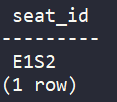 seat_id
---------
E1S2
(1 row)